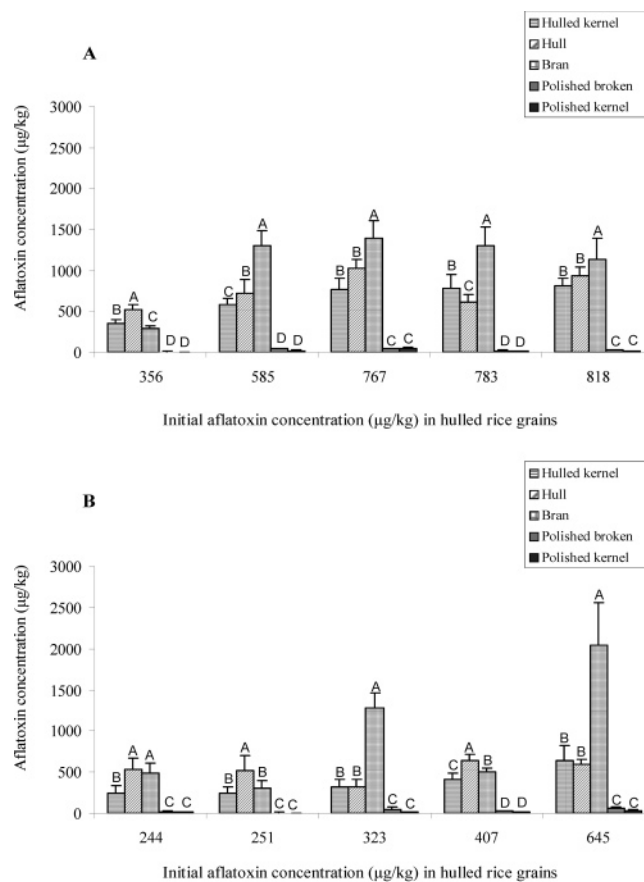 A
Hulled kernel
Hull
Bran
Polished broken
Polished kernel
Aflatoxin concentration (µg/kg)
3000
2500
2000
1500
1000
500
0
B A C D D
C B A D D
B B A C C
B C A D D
B B A C C
356 585 767 783 818
Initial aflatoxin concentration (µg/kg) in hulled rice grains
B
Hulled kernel
Hull
Bran
Polished broken
Polished kernel
Aflatoxin concentration (µg/kg)
3000
2500
2000
1500
1000
500
0
B A A C C
B A B C C
B B A C C
C A B D D
B B A C C
244 251 323 407 645
Initial aflatoxin concentration (µg/kg) in hulled rice grains